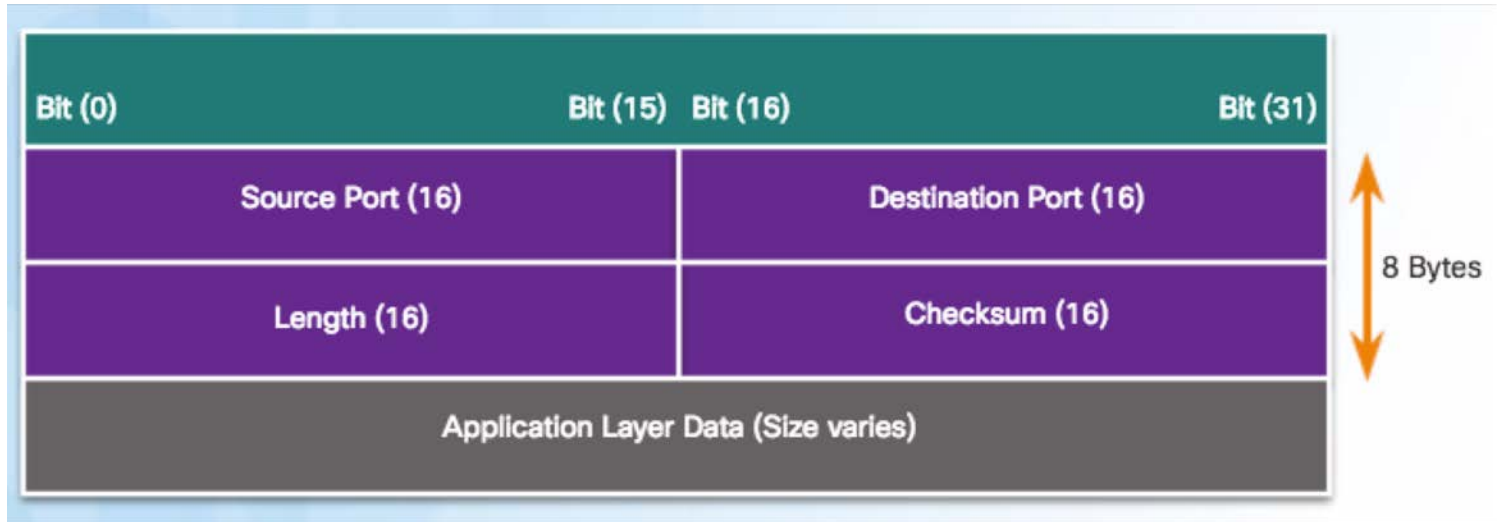 Bit (0) Bit (15) Bit (16) Bit (31)
Source Port (16) Destination Port (16)
8 Bytes
Length (16) Checksum (16)
Application Layer Data (Size varies)